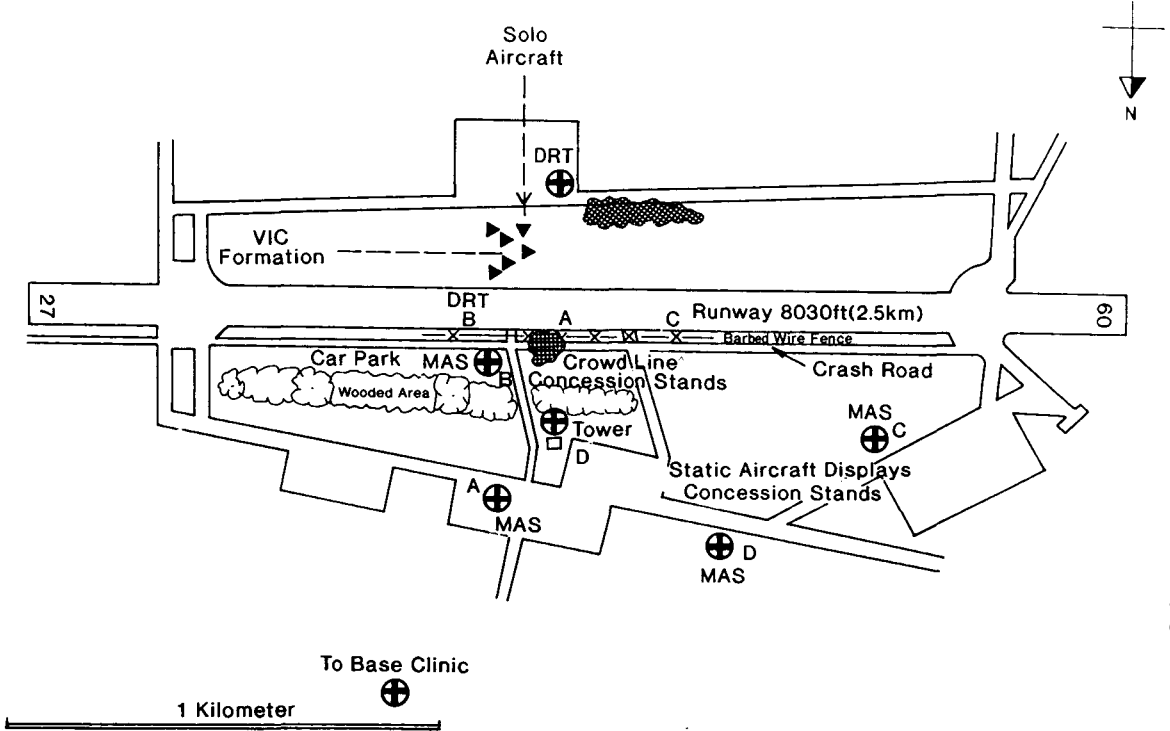 Solo
Aircraft
N
DRT
VIC
Formation
27
DRT
B
A
C
Runway 8030ft(2.5km)
60
Barbed Wire Fence
Car Park
MAS
B
Crowd Line
Concession Stands
Crash Road
Wooded Area
MAS
C
Tower
D
Static Aircraft Displays
Concession Stands
A
MAS
D
MAS
To Base Clinic
1 Kilometer